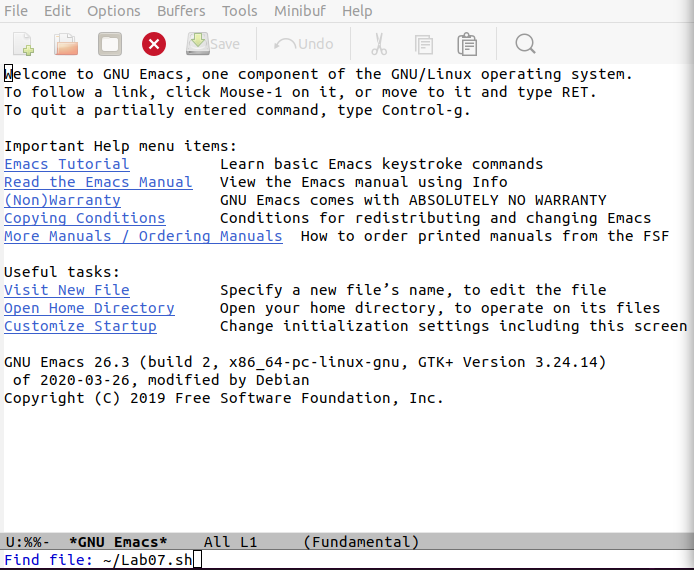 File Edit Options Buffers Tools Minibuf Help
Save Undo
Welcome to GNU Emacs, one component of the GNU/Linux operating system.
To follow a link, click Mouse-1 on it, or move to it and type RET.
To quit a partially entered command, type Control-g.
Important Help menu items:
Emacs Tutorial Learn basic Emacs keystroke commands
Read the Emacs Manual View the Emacs manual using Info
(Non)Warranty GNU Emacs comes with ABSOLUTELY NO WARRANTY
Copying Conditions Conditions for redistributing and changing Emacs
More Manuals / Ordering Manuals How to order printed manuals from the FSF
Useful tasks:
Visit New File Specify a new file’s name, to edit the file
Open Home Directory Open your home directory, to operate on its files
Customize Startup Change initialization settings including this screen
GNU Emacs 26.3 (build 2, x86_64-pc-linux-gnu, GTK+ Version 3.24.14)
of 2020-03-26, modified by Debian
Copyright (C) 2019 Free Software Foundation, Inc.
U:%%- *GNU Emacs* All L1 (Fundamental)
Find file: ~/Lab07.sh